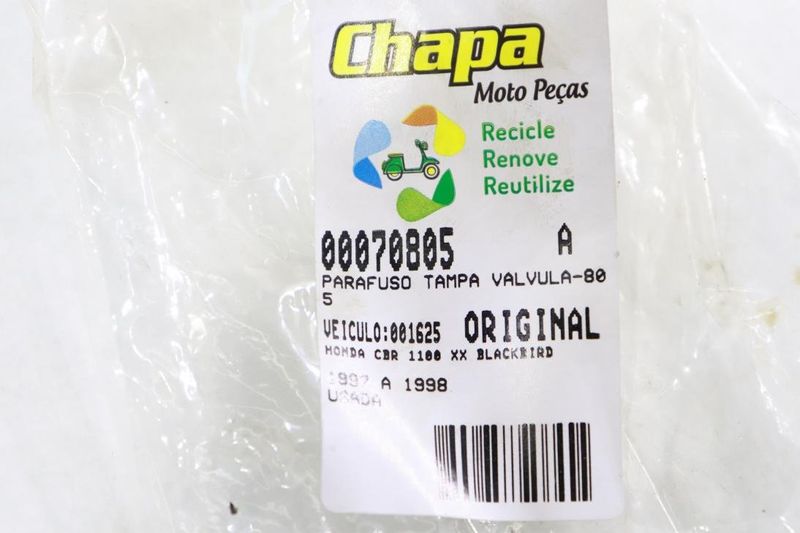 Chapa
Moto Peças
Recicle
Renove
Reutilize
00070805 A
PARAFUSO TAMPA VALVULA-80
5
VEICULO:001625 ORIGINAL
HONDA CBR 1100 XX BLACKBIRD
1997 A 1998
USADA